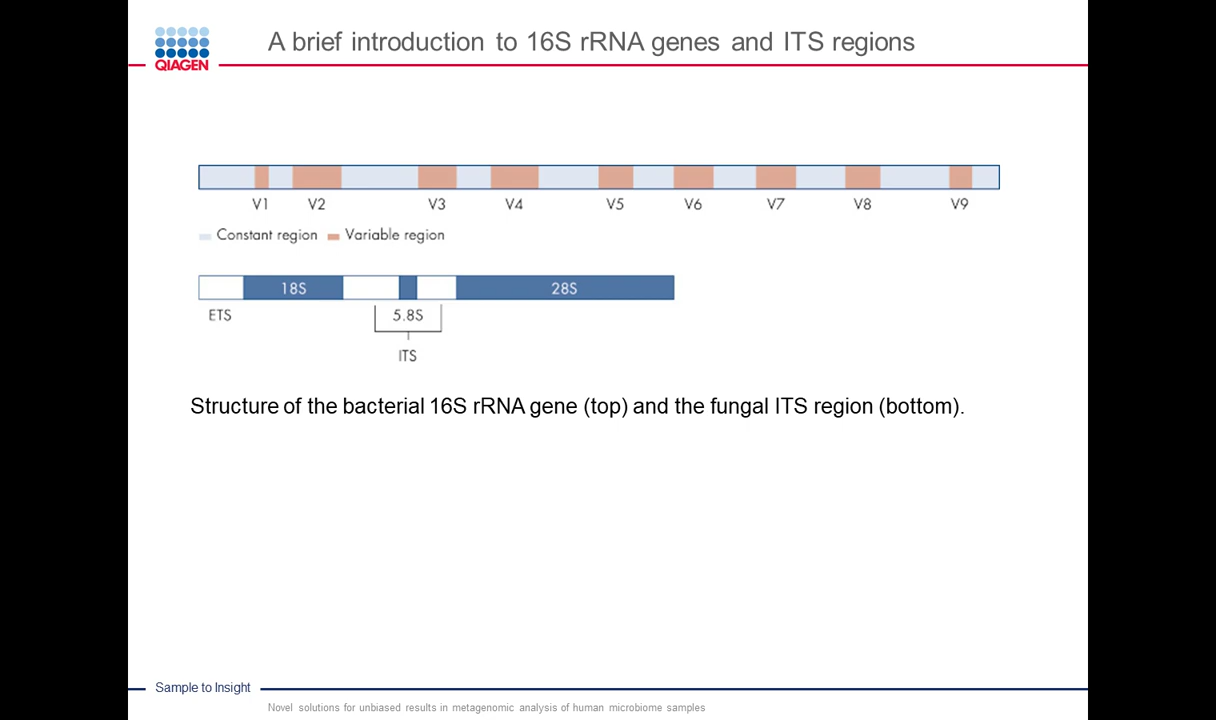 QIAGEN
A brief introduction to 16S rRNA genes and ITS regions
V1 V2 V3 V4 V5 V6 V7 V8 V9
Constant region Variable region
18S 28S
ETS 5.8S
ITS
Structure of the bacterial 16S rRNA gene (top) and the fungal ITS region (bottom).
Sample to Insight
Novel solutions for unbiased results in metagenomic analysis of human microbiome samples